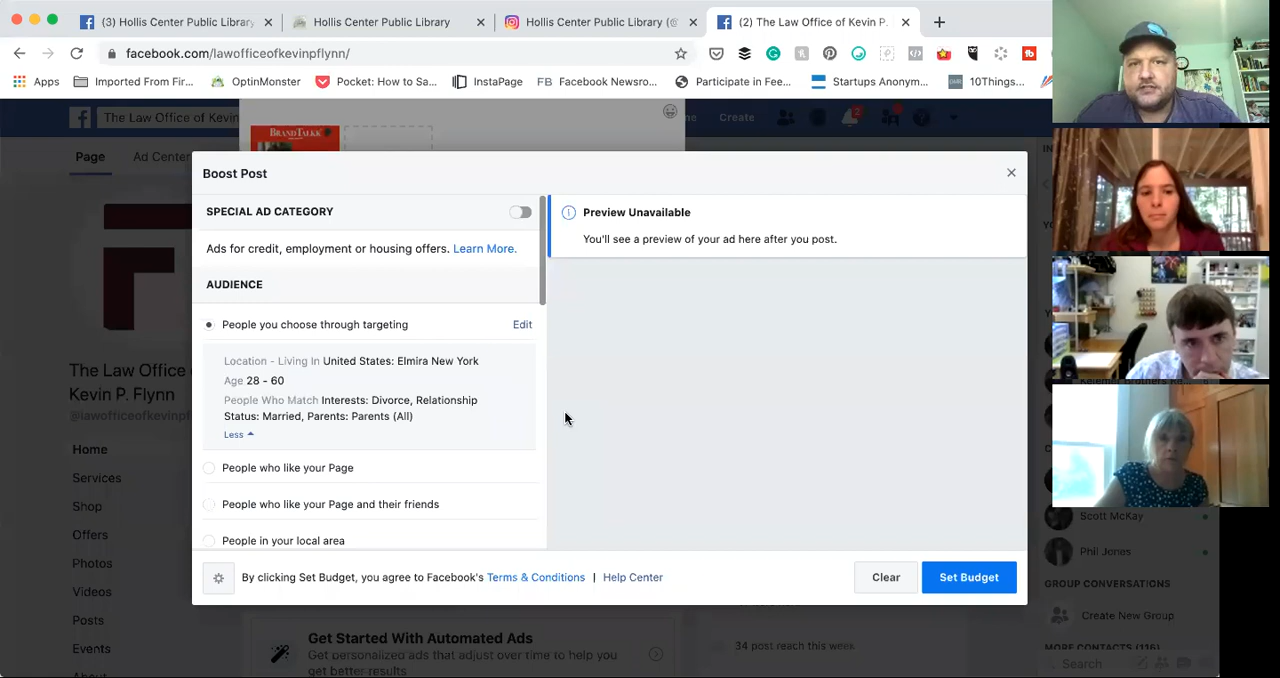 (3) Hollis Center Public Library
Hollis Center Public Library
Hollis Center Public Library (@
(2) The Law Office of Kevin P.
facebook.com/lawofficeofkevinpflynn/
Apps
Imported From Fir...
OptinMonster
Pocket: How to Sa...
InstaPage
FB Facebook Newsro...
Participate in Fee...
Startups Anonym...
10Things...
The Law Office of Kevin
Create
2
Page
Ad Center
BRANDTALKK
Boost Post
SPECIAL AD CATEGORY
Ads for credit, employment or housing offers. Learn More.
AUDIENCE
People you choose through targeting
Edit
Location - Living In United States: Elmira New York
Age 28 - 60
People Who Match Interests: Divorce, Relationship
Status: Married, Parents: Parents (All)
Less
People who like your Page
People who like your Page and their friends
People in your local area
Preview Unavailable
You'll see a preview of your ad here after you post.
By clicking Set Budget, you agree to Facebook's Terms & Conditions | Help Center
Clear
Set Budget
The Law Office
Kevin P. Flynn
@lawofficeofkevinpf
Home
Services
Shop
Offers
Photos
Videos
Posts
Events
Get Started With Automated Ads
Get personalized ads that adjust over time to help you
get better results
34 post reach this week
Scott McKay
Phil Jones
GROUP CONVERSATIONS
Create New Group
MORE CONTACTS (116)
Search